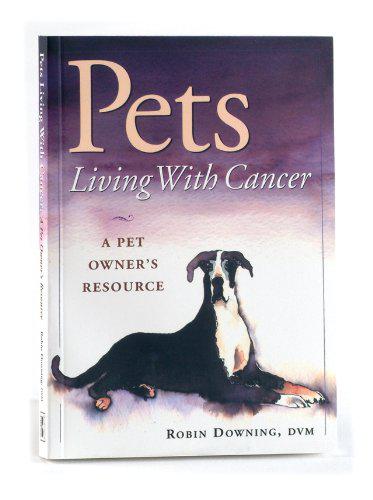 Pets
Living With Cancer
A PET
OWNER'S
RESOURCE
ROBIN DOWNING, DVM
Pets Living With Cancer A Pet Owner's Resource Robin Downing, DVM